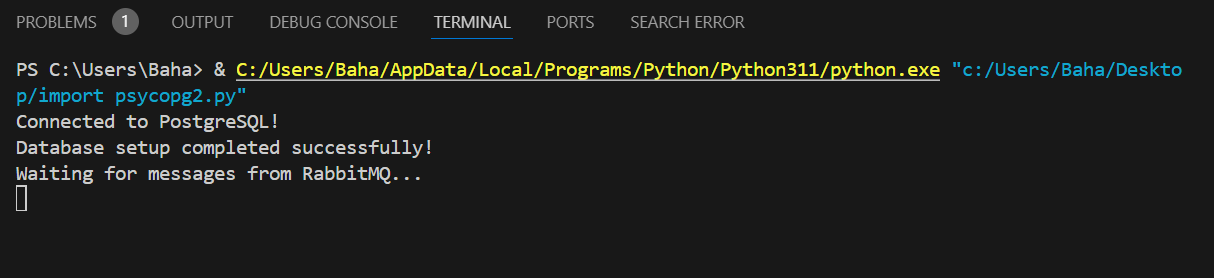 PROBLEMS 1 OUTPUT DEBUG CONSOLE TERMINAL PORTS SEARCH ERROR
PS C:\Users\Baha> & C:/Users/Baha/AppData/Local/Programs/Python/Python311/python.exe "c:/Users/Baha/Deskto
p/import psycopg2.py"
Connected to PostgreSQL!
Database setup completed successfully!
Waiting for messages from RabbitMQ...